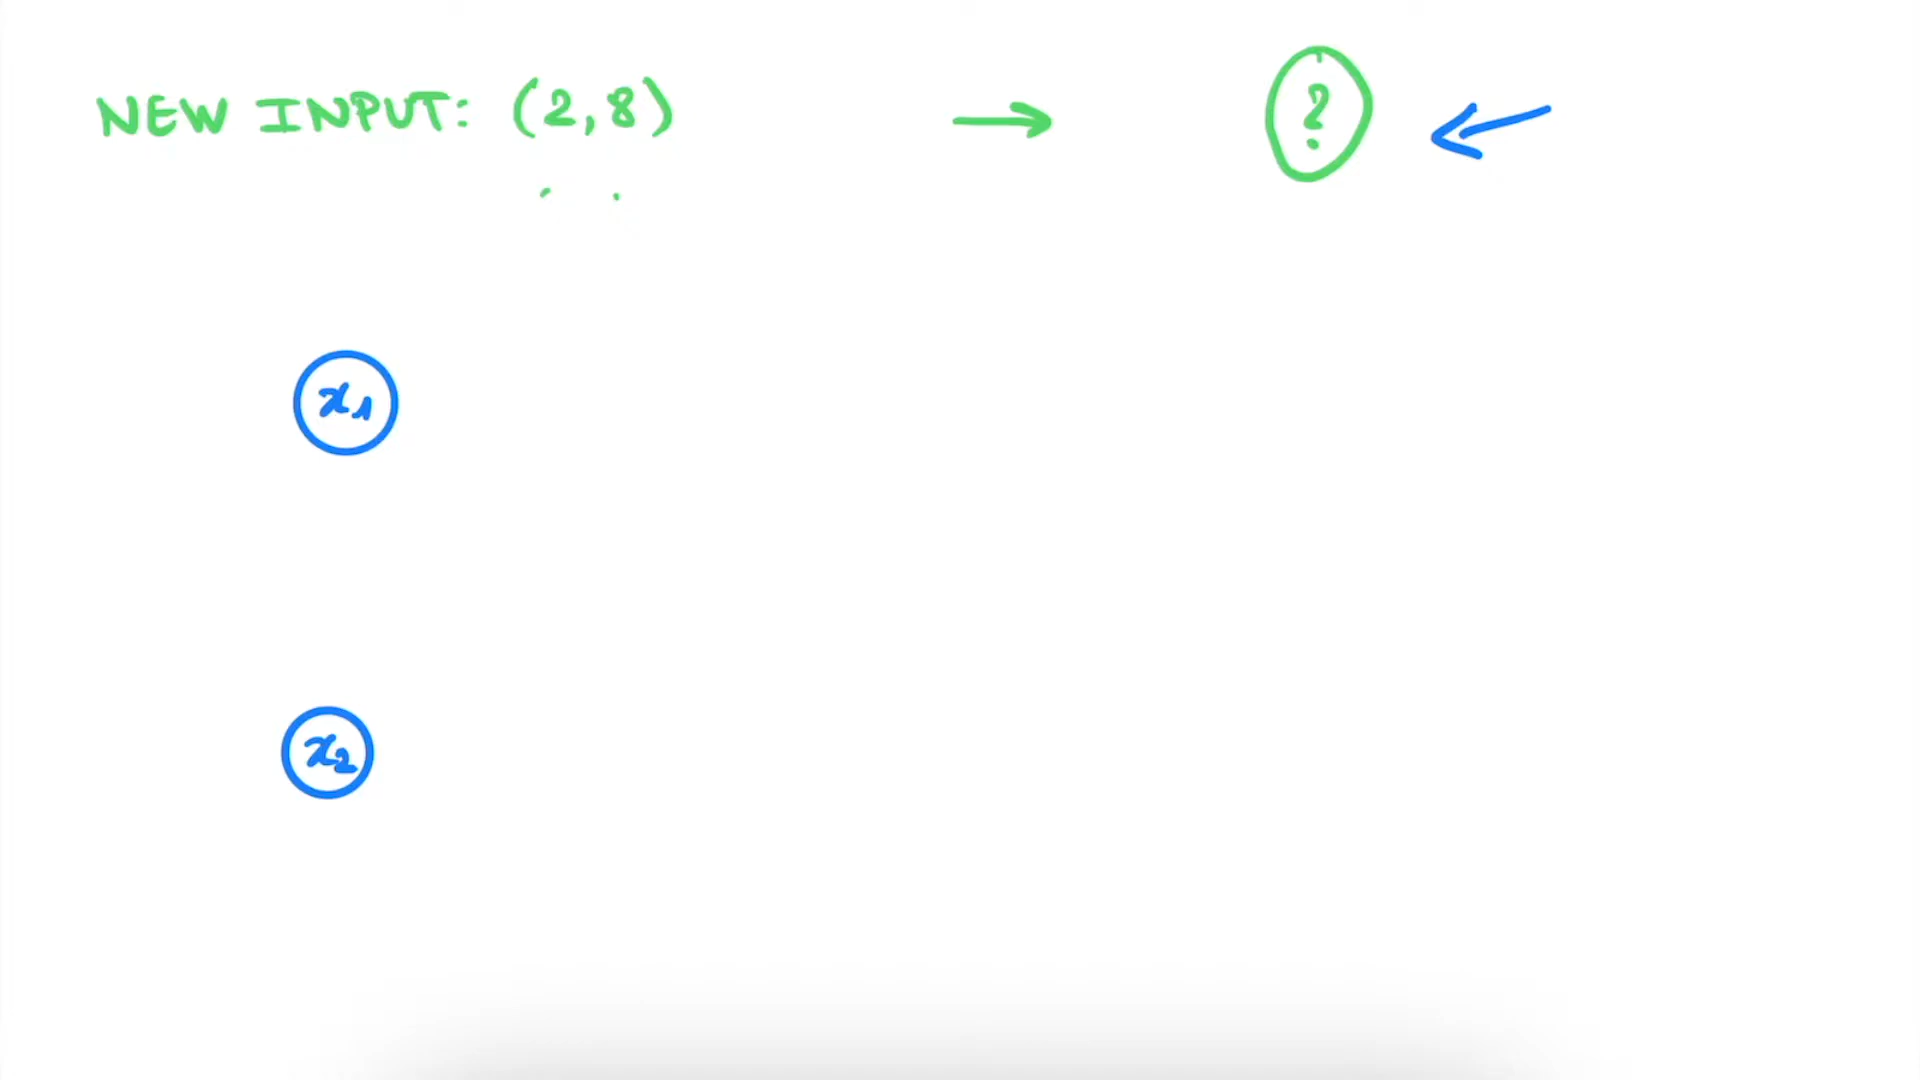 NEW INPUT: (2,8) → ?
x1
x2